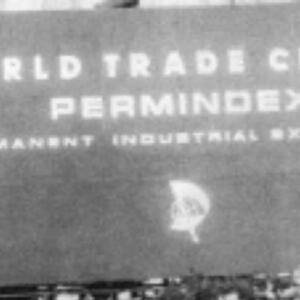 RLD TRADE C
PERMINDEX
MANENT INDUSTRIAL EX